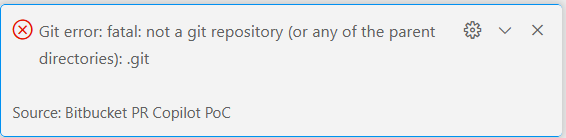 Git error: fatal: not a git repository (or any of the parent
directories): .git
Source: Bitbucket PR Copilot PoC